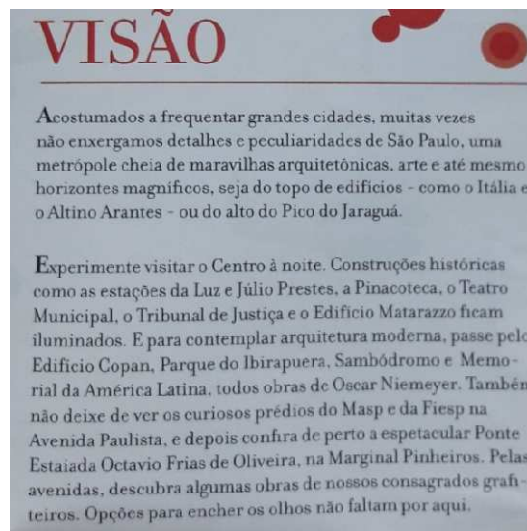 VISÃO
Acostumados a frequentar grandes cidades, muitas vezes
não enxergamos detalhes e peculiaridades de São Paulo, uma
metrópole cheia de maravilhas arquitetônicas. arte e até mesmo
horizontes magníficos, seja do topo de edifícios - como o Itália e
o Altino Arantes - ou do alto do Pico do Jaraguá.
Experimente visitar o Centro à noite. Construções históricas
como as estações da Luz e Júlio Prestes, a Pinacoteca, o Teatro
Municipal, o Tribunal de Justiça e o Edifício Matarazzo ficam
iluminados. E para contemplar arquitetura moderna, passe pelo
Edifício Copan, Parque do Ibirapuera, Sambódromo e Memo-
rial da América Latina, todos obras de Oscar Niemeyer. Também
não deixe de ver os curiosos prédios do Masp e da Fiesp na
Avenida Paulista, e depois confira de perto a espetacular Ponte
Estaiada Octavio Frias de Oliveira, na Marginal Pinheiros. Pelas
avenidas, descubra algumas obras de nossos consagrados grafi-
teiros. Opções para encher os olhos não faltam por aqui.